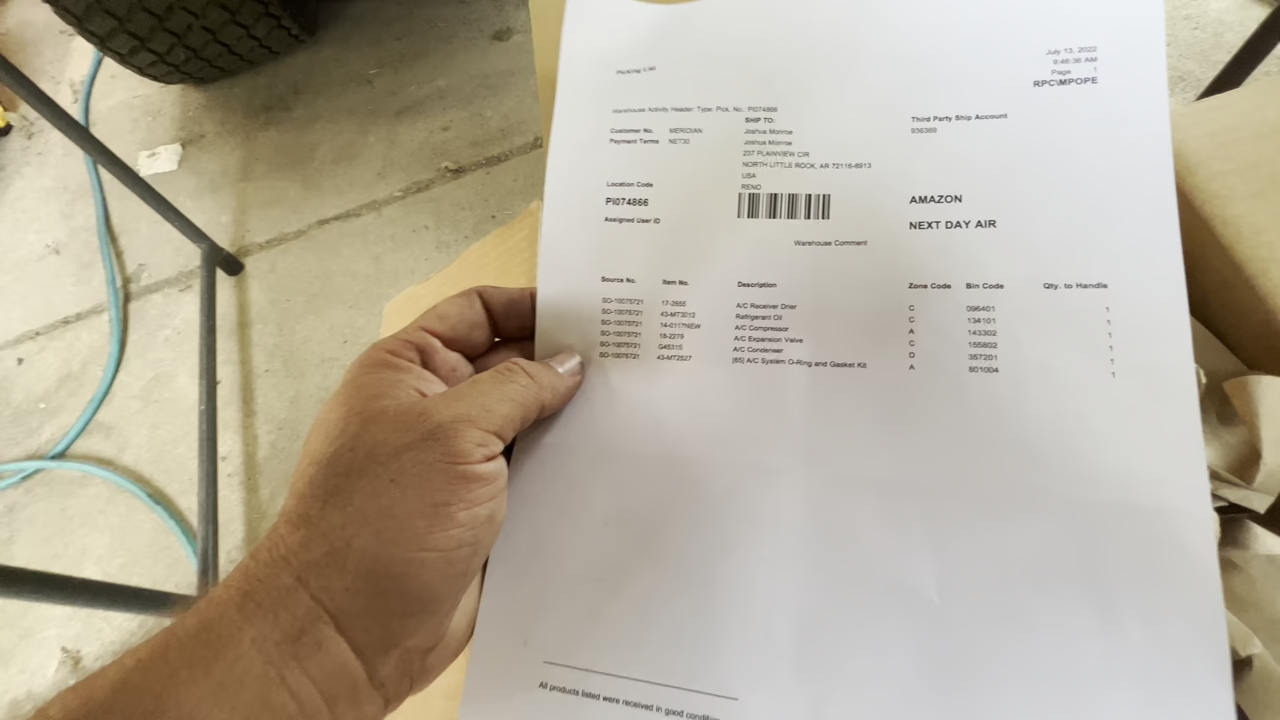 Picking List
July 13, 2022
9:46:36 AM
Page 1
RPC\MPOPE
Warehouse Activity Header: Type: Pick, No.: PI074866
Customer No. MERIDIAN
Payment Terms NET30
SHIP TO:
Joshua Monroe
Joshua Monroe
237 PLAINVIEW CIR
NORTH LITTLE ROCK, AR 72116-8913
USA
RENO
Third Party Ship Account
936369
Location Code
PI074866
Assigned User ID
AMAZON
NEXT DAY AIR
Warehouse Comment
Source No. Item No. Description Zone Code Bin Code Qty. to Handle
SO-10075721 17-2655 A/C Receiver Drier C 096401 1
SO-10075721 43-MT3012 Refrigerant Oil C 134101 1
SO-10075721 14-0117NEW A/C Compressor A 143302 1
SO-10075721 18-2279 A/C Expansion Valve C 155802 1
SO-10075721 G4531S A/C Condenser D 357201 1
SO-10075721 43-MT2527 [65] A/C System O-Ring and Gasket Kit A 801004 1
All products listed were received in good